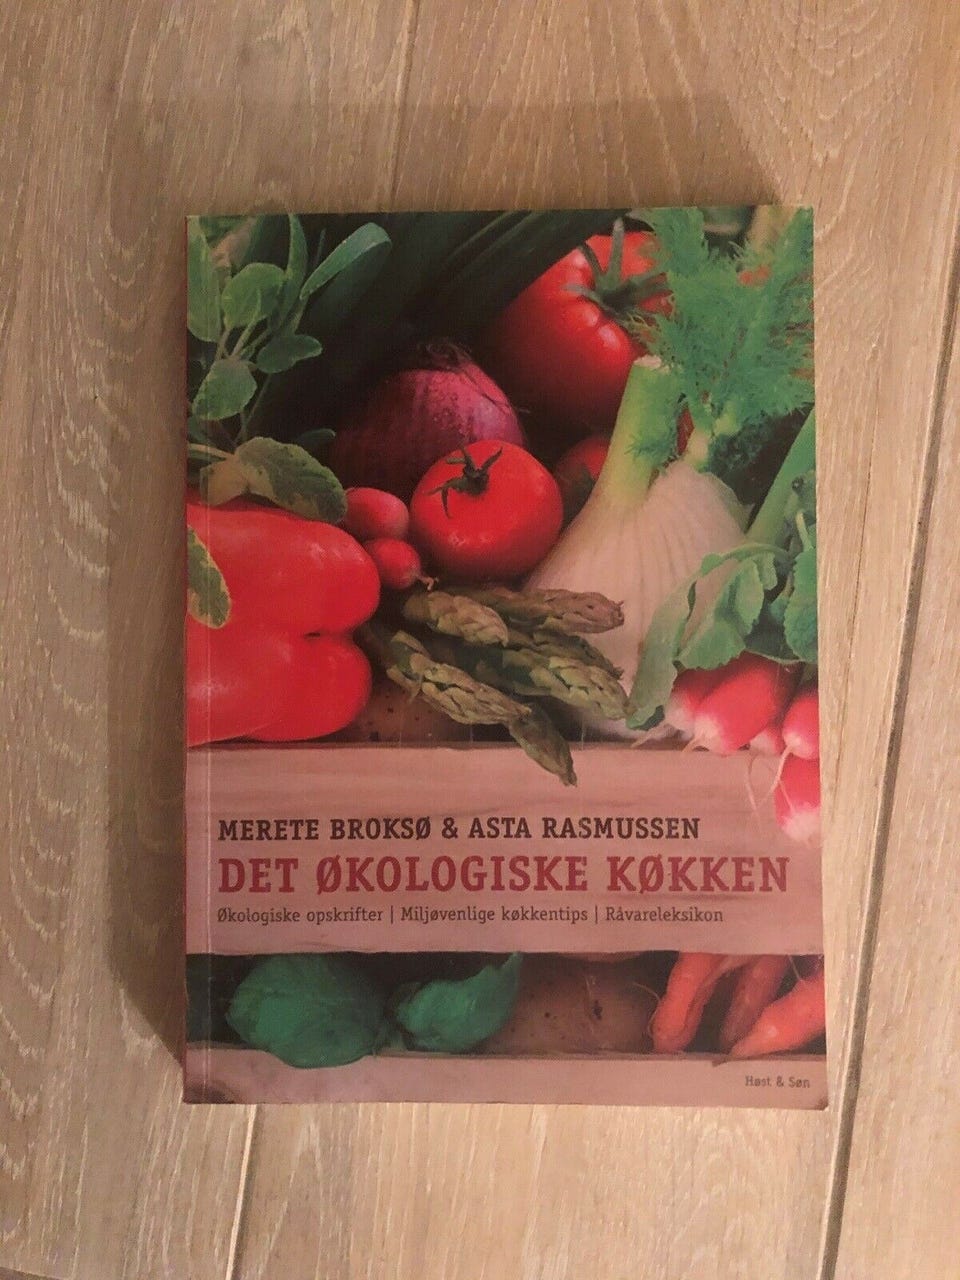 MERETE BROKSØ & ASTA RASMUSSEN
DET ØKOLOGISKE KØKKEN
Økologiske opskrifter | Miljøvenlige køkkentips | Råvareleksikon
Høst & Søn